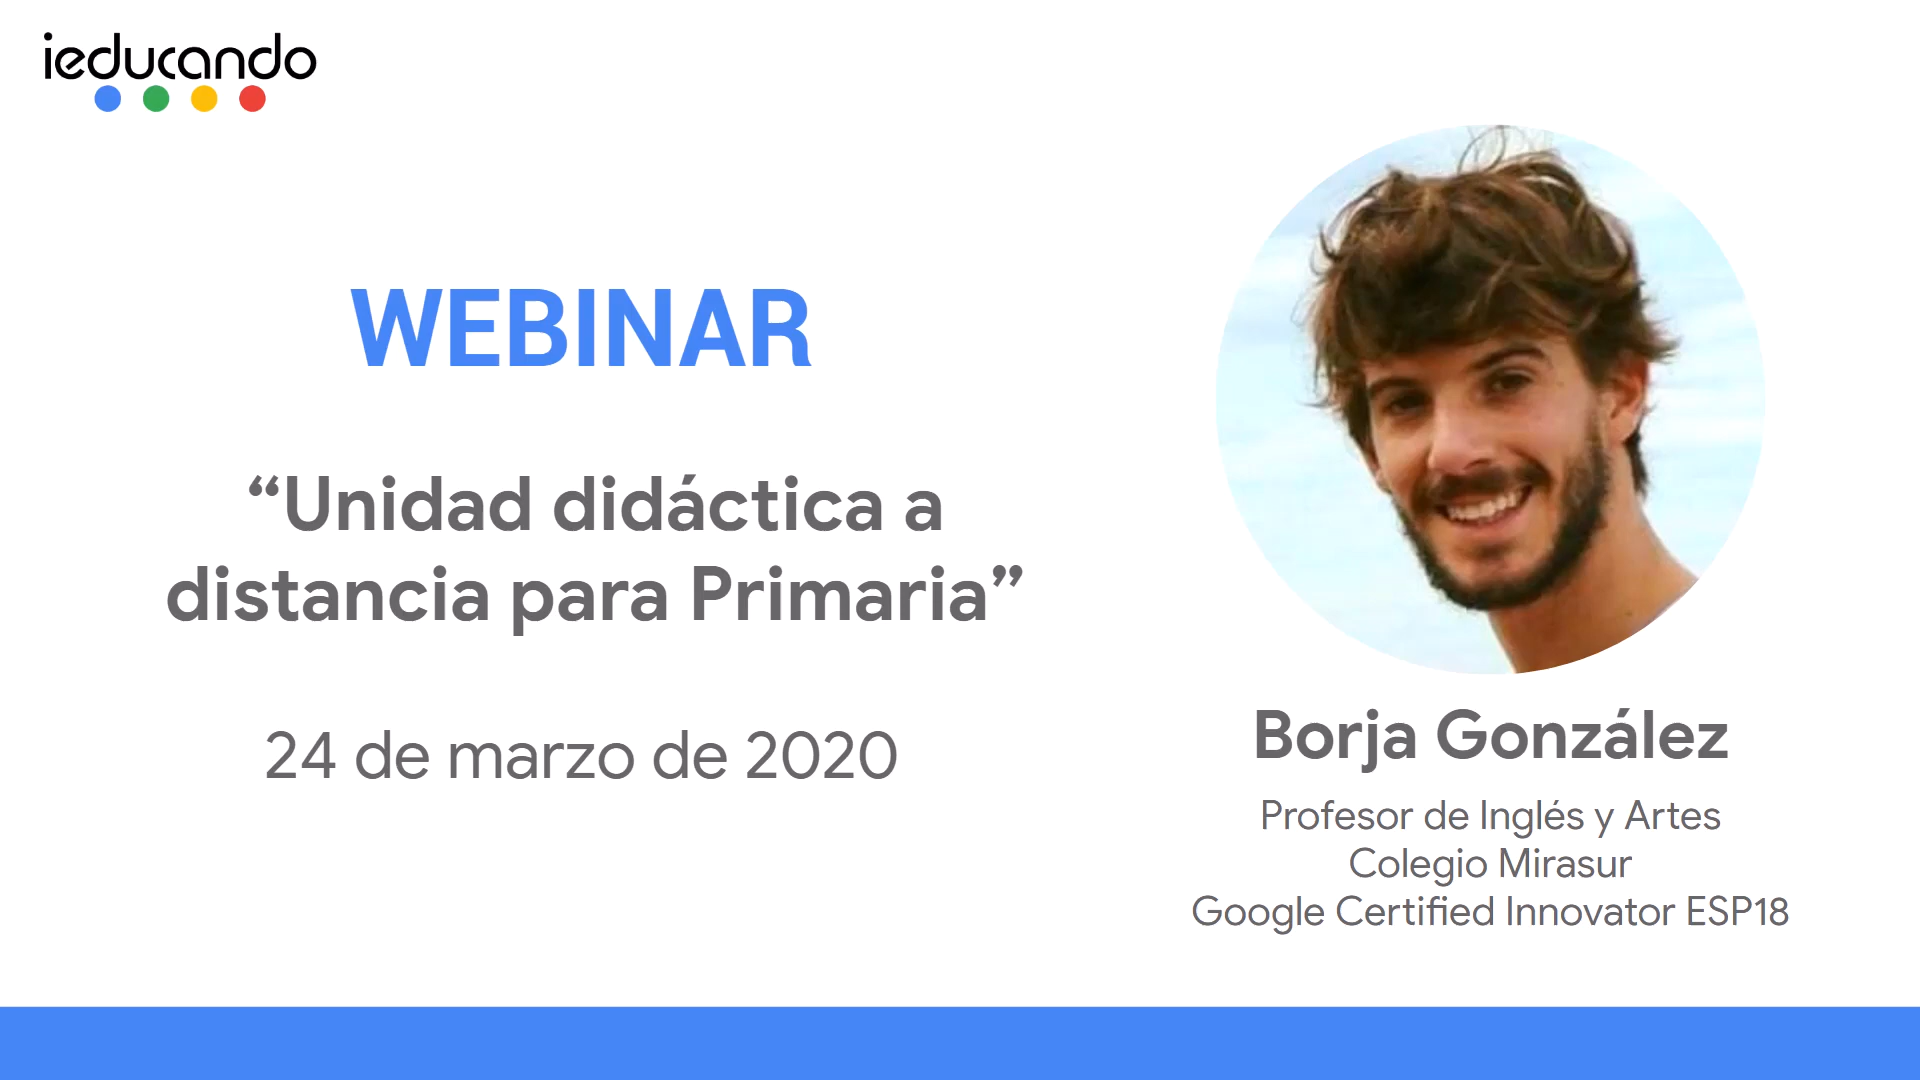 ieducando
WEBINAR
“Unidad didáctica a
distancia para Primaria”
24 de marzo de 2020
Borja González
Profesor de Inglés y Artes
Colegio Mirasur
Google Certified Innovator ESP18